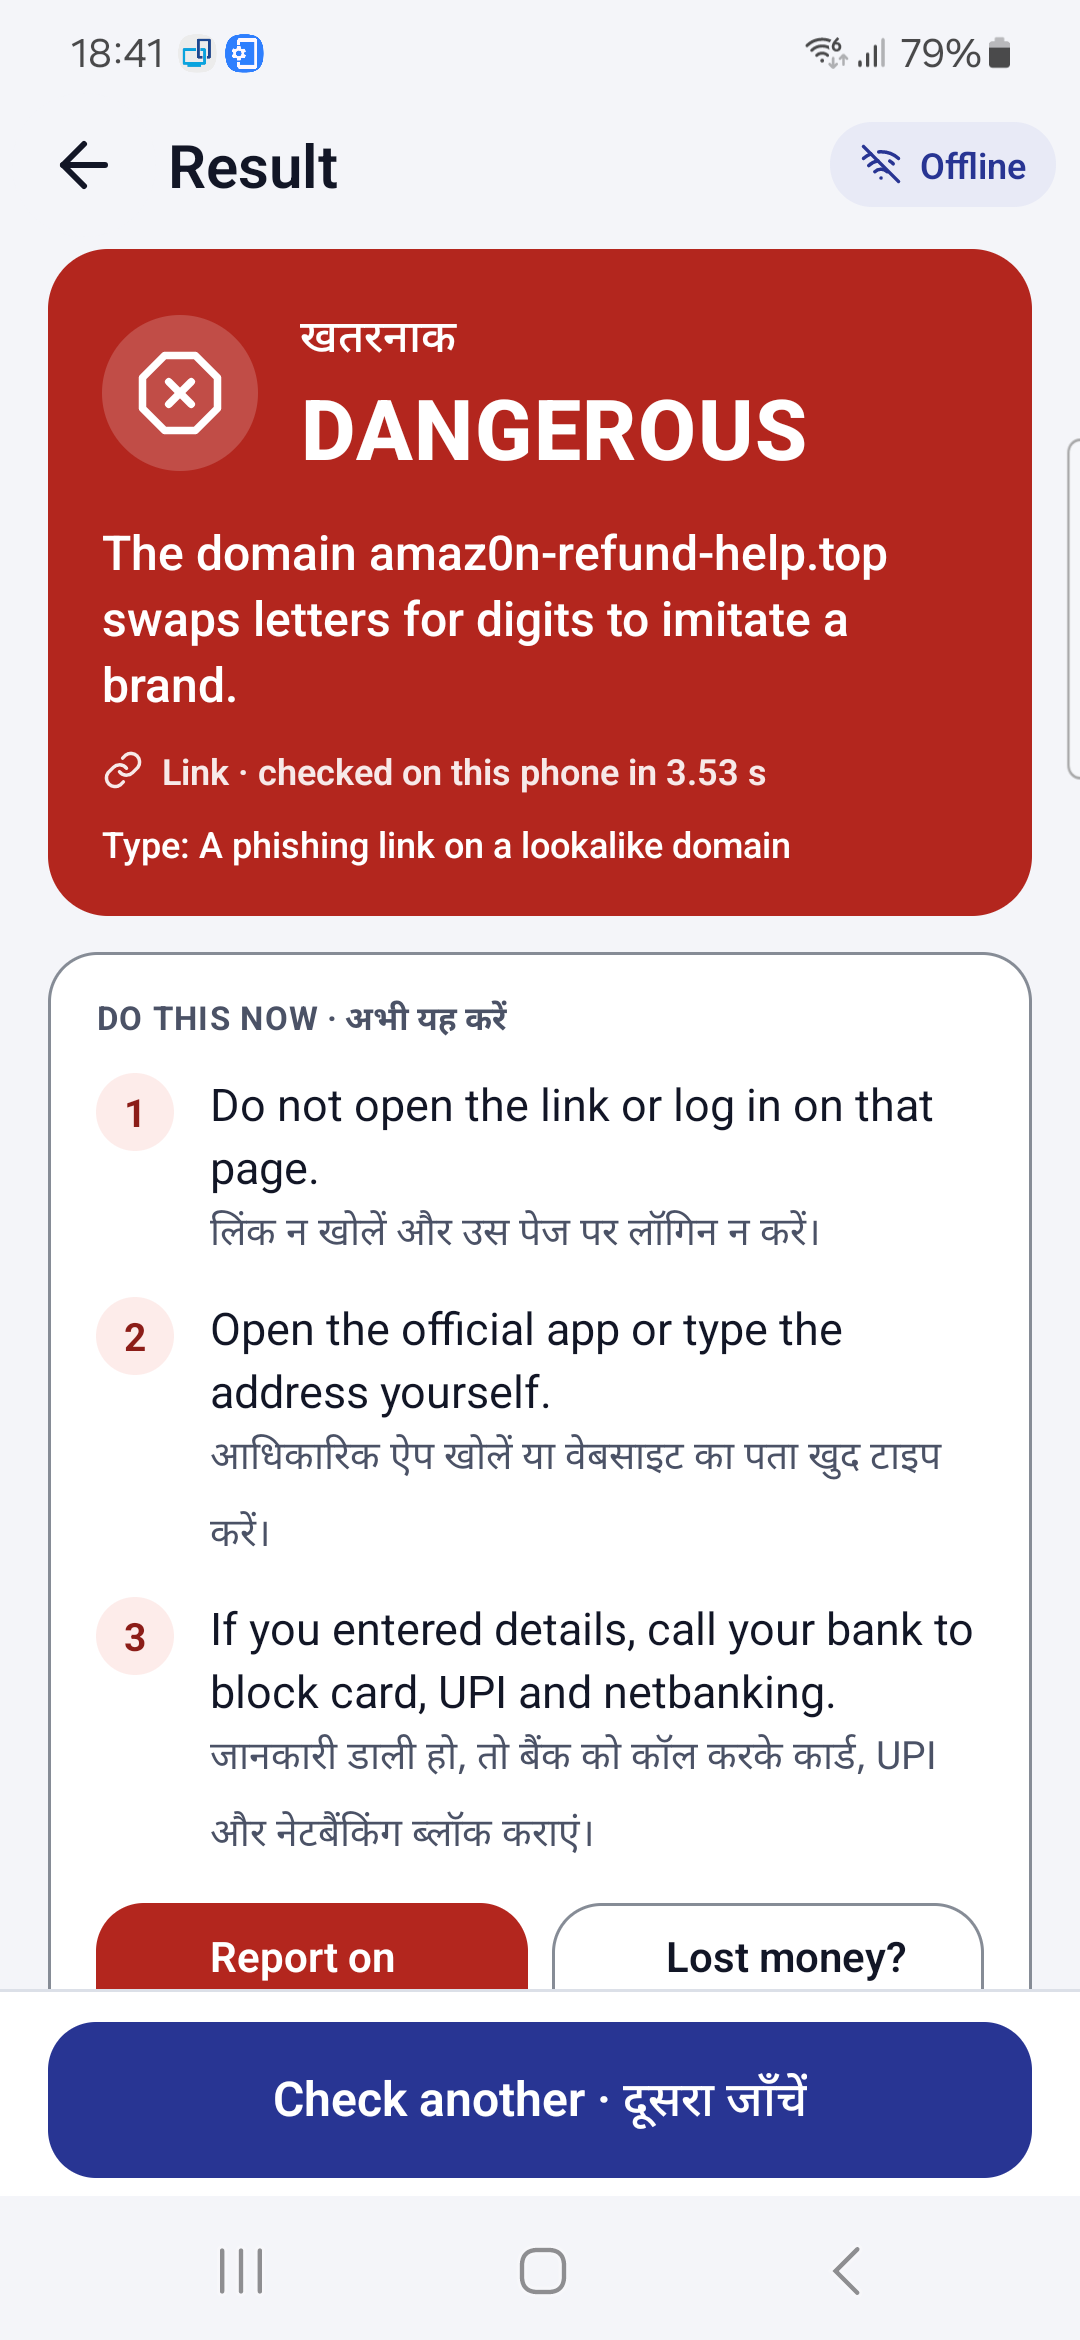 18:41
79%
Result
Offline
खतरनाक
DANGEROUS
The domain amaz0n-refund-help.top
swaps letters for digits to imitate a
brand.
Link · checked on this phone in 3.53 s
Type: A phishing link on a lookalike domain
DO THIS NOW · अभी यह करें
1
Do not open the link or log in on that
page.
लिंक न खोलें और उस पेज पर लॉगिन न करें।
2
Open the official app or type the
address yourself.
आधिकारिक ऐप खोलें या वेबसाइट का पता खुद टाइप
करें।
3
If you entered details, call your bank to
block card, UPI and netbanking.
जानकारी डाली हो, तो बैंक को कॉल करके कार्ड, UPI
और नेटबैंकिंग ब्लॉक कराएं।
Report on
Lost money?
Check another · दूसरा जाँचें